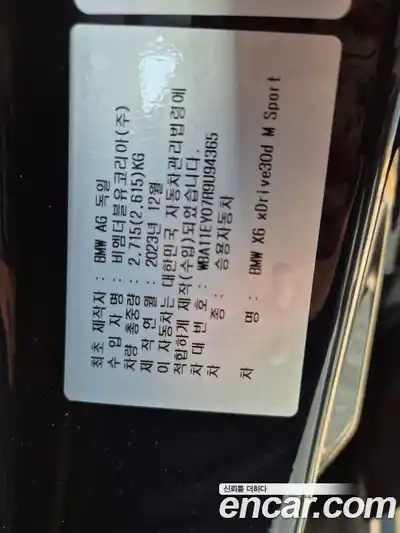 최초 제작자 : BMW AG 독일
수 입 자 명 : 비엠더블유코리아(주)
차량 총중량 : 2,715(2,615)KG
제 작 연 월 : 2023년 12월
이 자동차는 대한민국 자동차관리법령에
적합하게 제작(수입)되었습니다.
차 대 번 호 : WBA11EV07R9U94365
차 종 : 승용자동차
차 명 : BMW X6 xDrive30d M Sport
신뢰를 더하다
encar.com